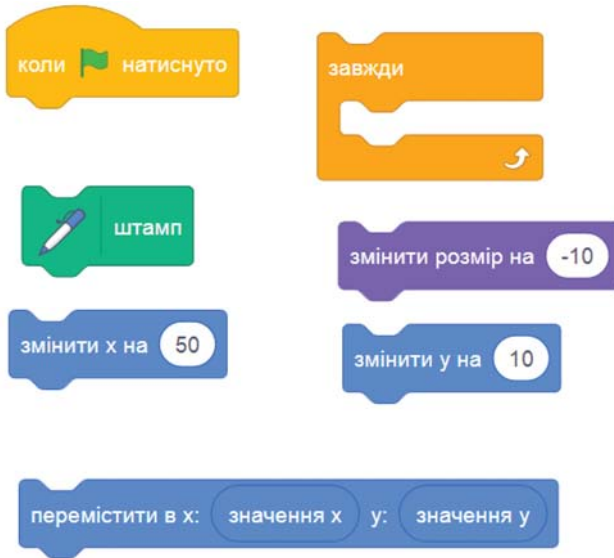 коли натиснуто
завжди
штамп
змінити розмір на -10
змінити x на 50
змінити y на 10
перемістити в x: значення x y: значення y